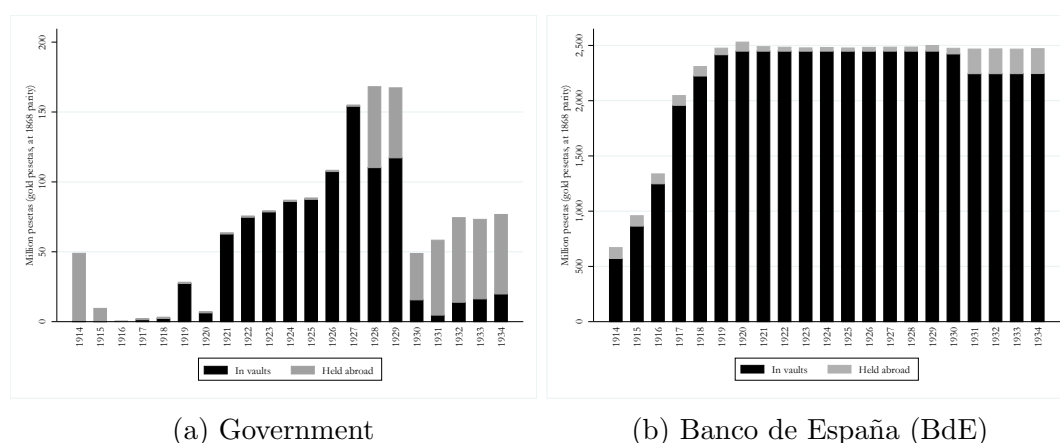 Million pesetas (gold pesetas, at 1868 parity)
200
150
100
50
0
1914 1915 1916 1917 1918 1919 1920 1921 1922 1923 1924 1925 1926 1927 1928 1929 1930 1931 1932 1933 1934
In vaults Held abroad
(a) Government
Million pesetas (gold pesetas, at 1868 parity)
2,500
2,000
1,500
1,000
500
0
1914 1915 1916 1917 1918 1919 1920 1921 1922 1923 1924 1925 1926 1927 1928 1929 1930 1931 1932 1933 1934
In vaults Held abroad
(b) Banco de España (BdE)